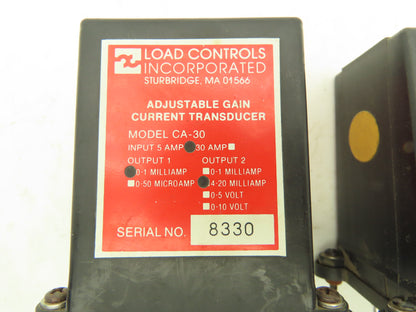 LOAD CONTROLS
INCORPORATED
STURBRIDGE, MA 01566
ADJUSTABLE GAIN
CURRENT TRANSDUCER
MODEL CA-30
INPUT 5 AMP 30 AMP
OUTPUT 1 OUTPUT 2
0-1 MILLIAMP 0-1 MILLIAMP
0-50 MICROAMP 4-20 MILLIAMP
0-5 VOLT
0-10 VOLT
SERIAL NO. 8330